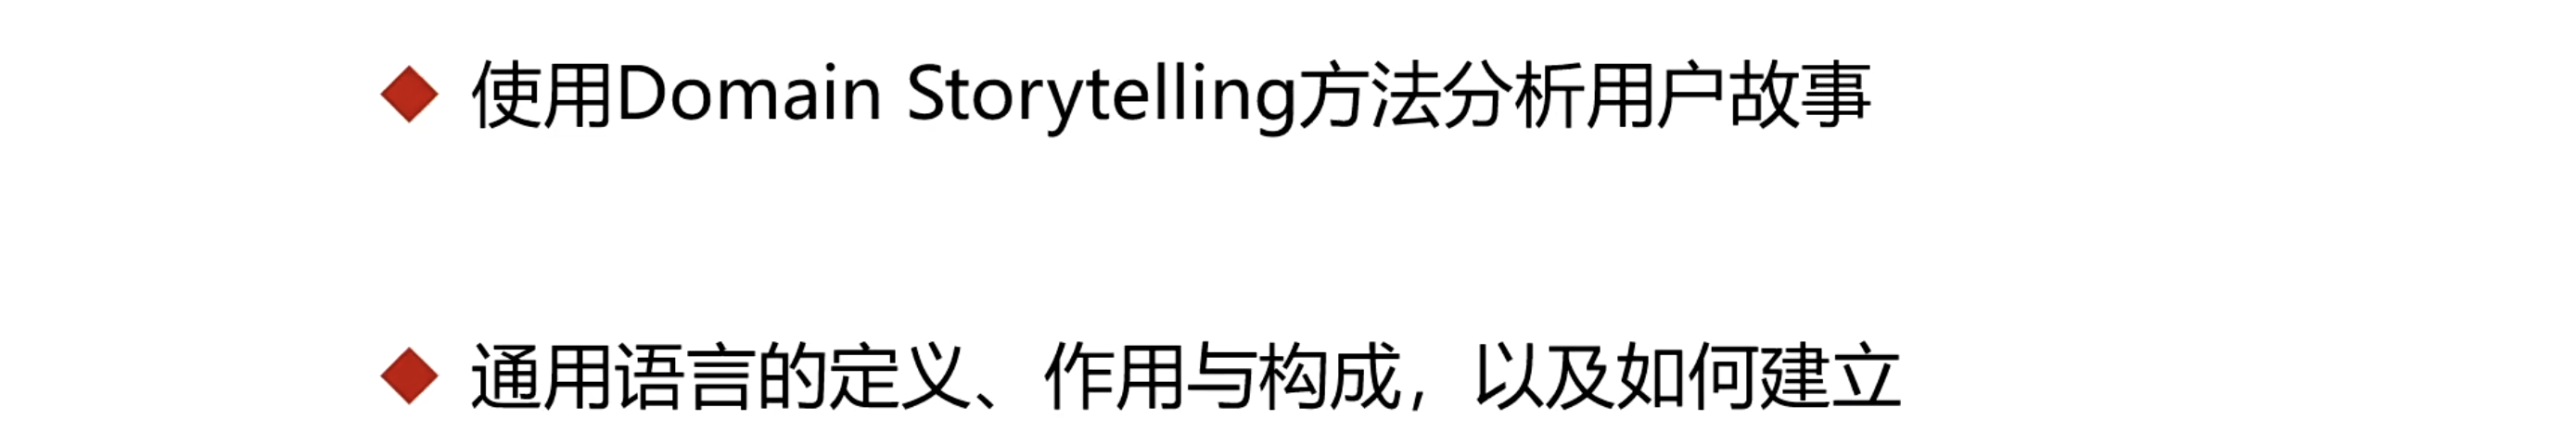 使用Domain Storytelling方法分析用户故事
通用语言的定义、作用与构成，以及如何建立